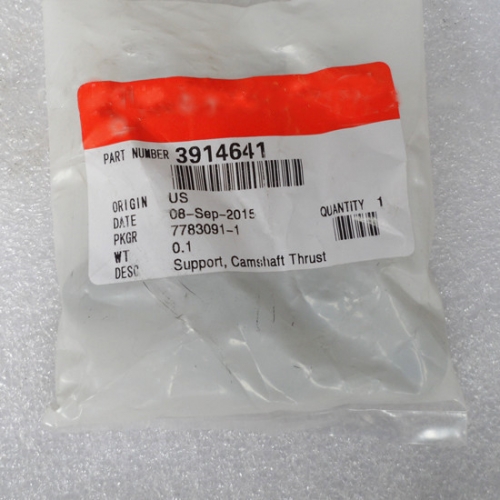 PART NUMBER 3914641
ORIGIN US
DATE 08-Sep-2015
QUANTITY 1
PKGR 7783091-1
WT 0.1
DESC Support, Camshaft Thrust